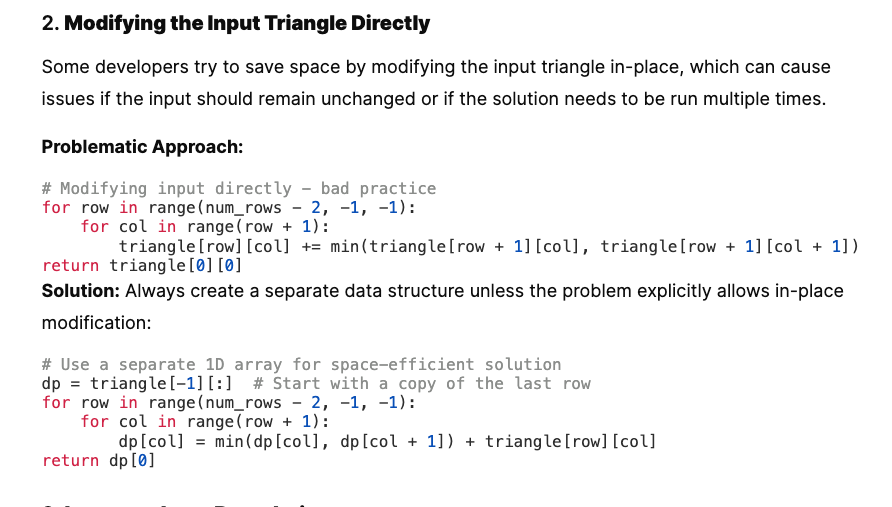 2. Modifying the Input Triangle Directly
Some developers try to save space by modifying the input triangle in-place, which can cause
issues if the input should remain unchanged or if the solution needs to be run multiple times.
Problematic Approach:
# Modifying input directly – bad practice
for row in range(num_rows - 2, -1, -1):
    for col in range(row + 1):
        triangle[row][col] += min(triangle[row + 1][col], triangle[row + 1][col + 1])
return triangle[0][0]
Solution: Always create a separate data structure unless the problem explicitly allows in-place
modification:
# Use a separate 1D array for space-efficient solution
dp = triangle[-1][:]  # Start with a copy of the last row
for row in range(num_rows - 2, -1, -1):
    for col in range(row + 1):
        dp[col] = min(dp[col], dp[col + 1]) + triangle[row][col]
return dp[0]